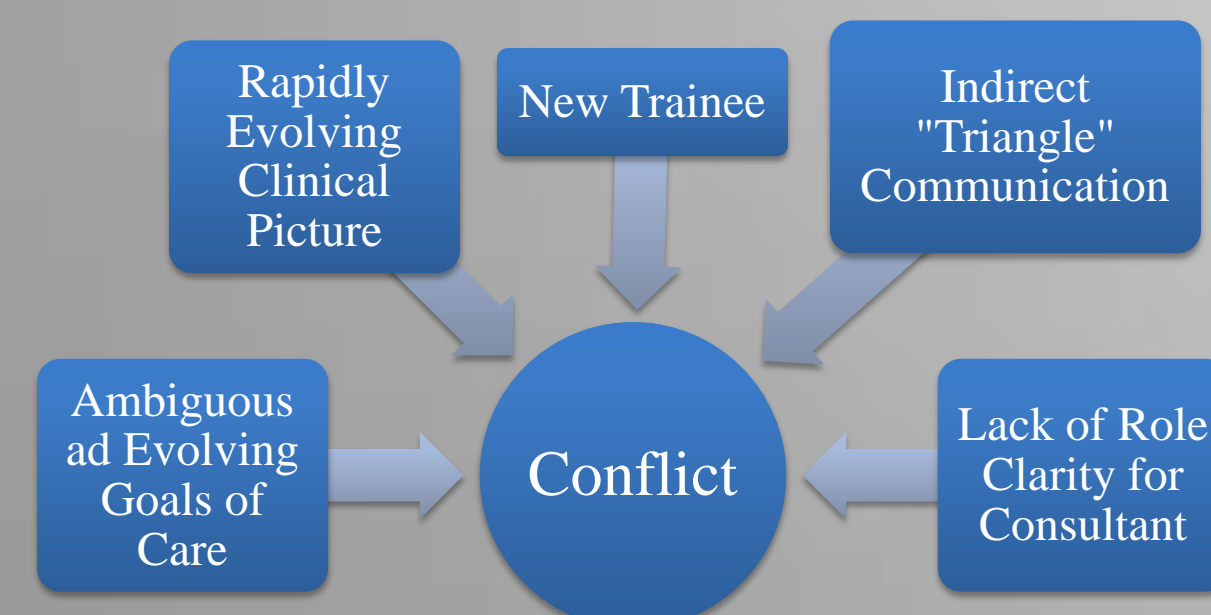 Rapidly
Evolving
Clinical
Picture
New Trainee
Indirect
"Triangle"
Communication
Ambiguous
ad Evolving
Goals of
Care
Conflict
Lack of Role
Clarity for
Consultant